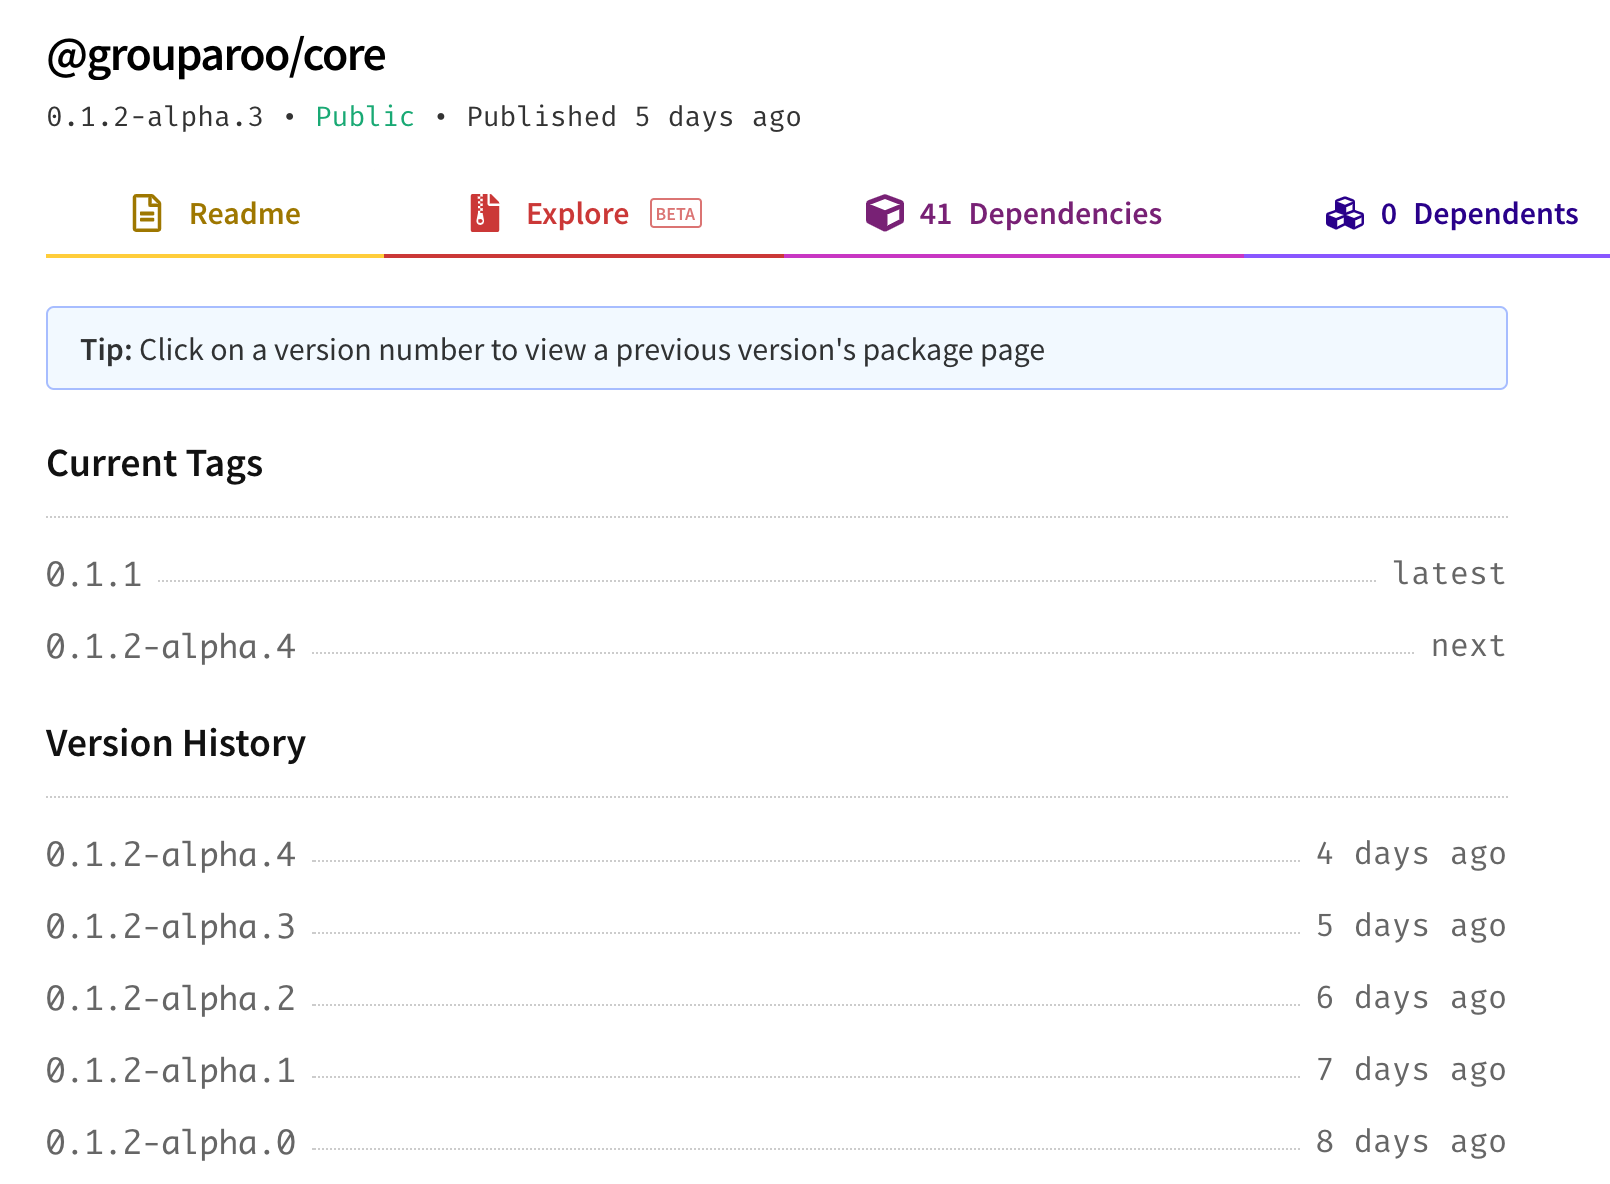 @grouparoo/core
0.1.2-alpha.3 • Public • Published 5 days ago
Readme Explore BETA 41 Dependencies 0 Dependents
Tip: Click on a version number to view a previous version's package page
Current Tags
0.1.1 latest
0.1.2-alpha.4 next
Version History
0.1.2-alpha.4 4 days ago
0.1.2-alpha.3 5 days ago
0.1.2-alpha.2 6 days ago
0.1.2-alpha.1 7 days ago
0.1.2-alpha.0 8 days ago